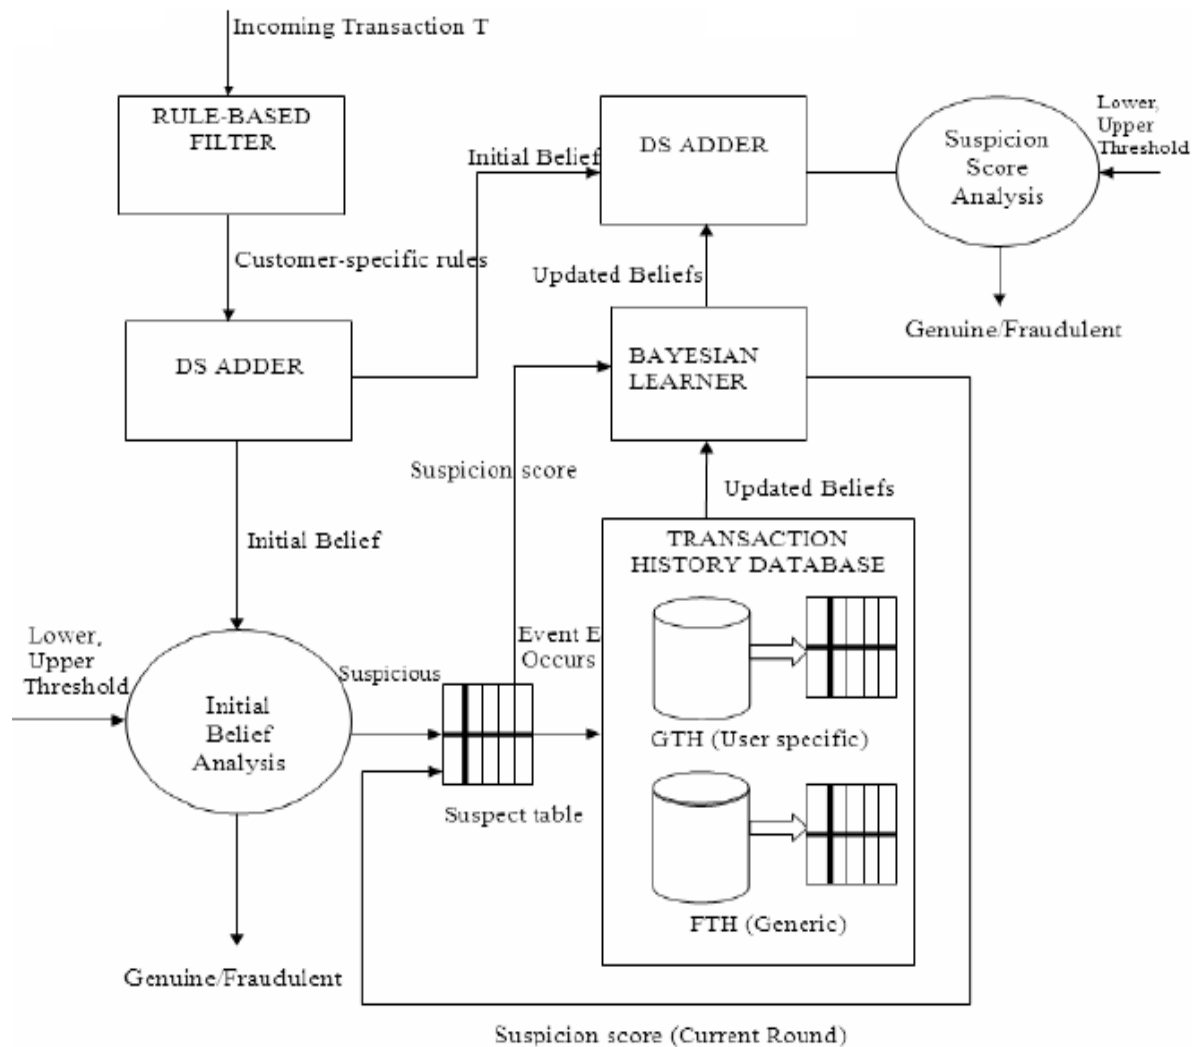 Incoming Transaction T
RULE-BASED
FILTER
Customer-specific rules
DS ADDER
Initial Belief
DS ADDER
Updated Beliefs
Suspicion
Score
Analysis
Lower,
Upper
Threshold
Genuine/Fraudulent
BAYESIAN
LEARNER
Suspicion score
Updated Beliefs
Initial Belief
Lower,
Upper
Threshold
Initial
Belief
Analysis
Suspicious
Event E
Occurs
Suspect table
TRANSACTION
HISTORY DATABASE
GTH (User specific)
FTH (Generic)
Genuine/Fraudulent
Suspicion score (Current Round)